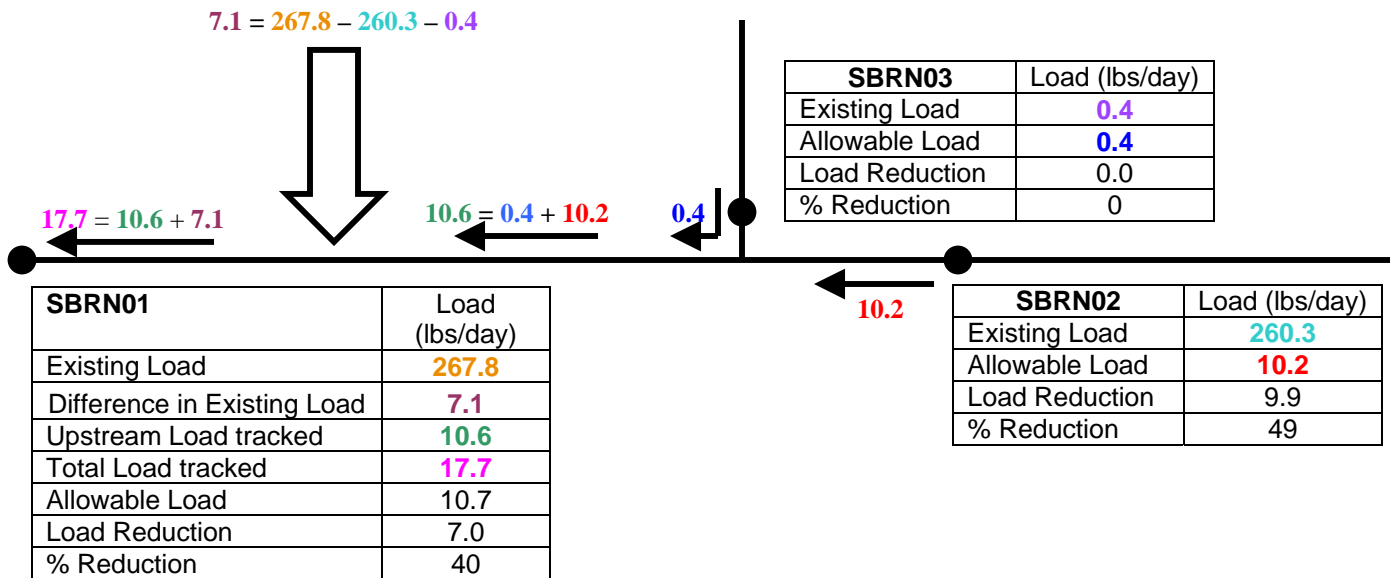 7.1 = 267.8 – 260.3 – 0.4
SBRN03 Load (lbs/day)
Existing Load 0.4
Allowable Load 0.4
Load Reduction 0.0
% Reduction 0
17.7 = 10.6 + 7.1
10.6 = 0.4 + 10.2
0.4
10.2
SBRN01 Load
(lbs/day)
Existing Load 267.8
Difference in Existing Load 7.1
Upstream Load tracked 10.6
Total Load tracked 17.7
Allowable Load 10.7
Load Reduction 7.0
% Reduction 40
SBRN02 Load (lbs/day)
Existing Load 260.3
Allowable Load 10.2
Load Reduction 9.9
% Reduction 49